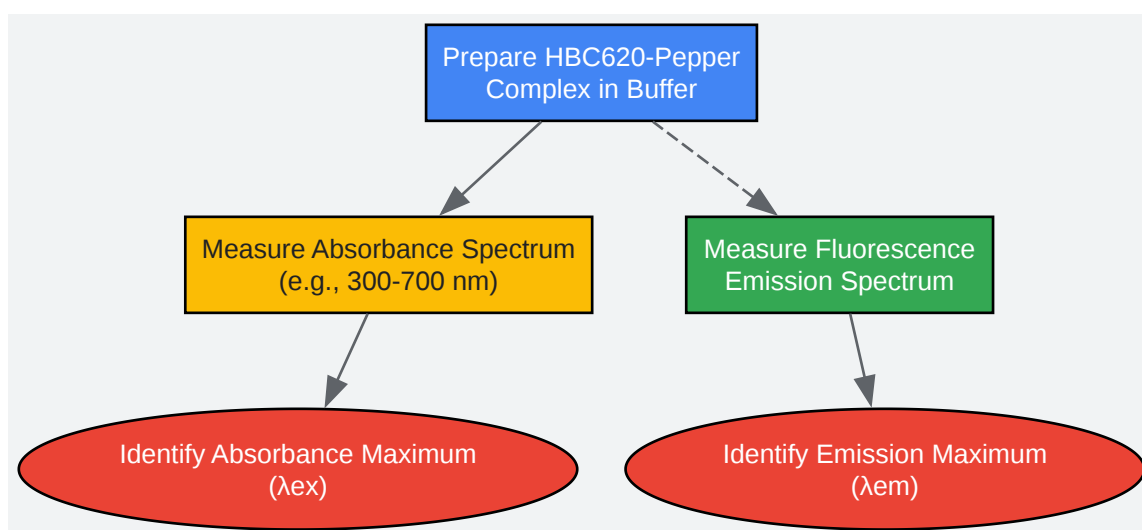 Prepare HBC620-Pepper
Complex in Buffer
Measure Absorbance Spectrum
(e.g., 300-700 nm)
Measure Fluorescence
Emission Spectrum
Identify Absorbance Maximum
(λex)
Identify Emission Maximum
(λem)